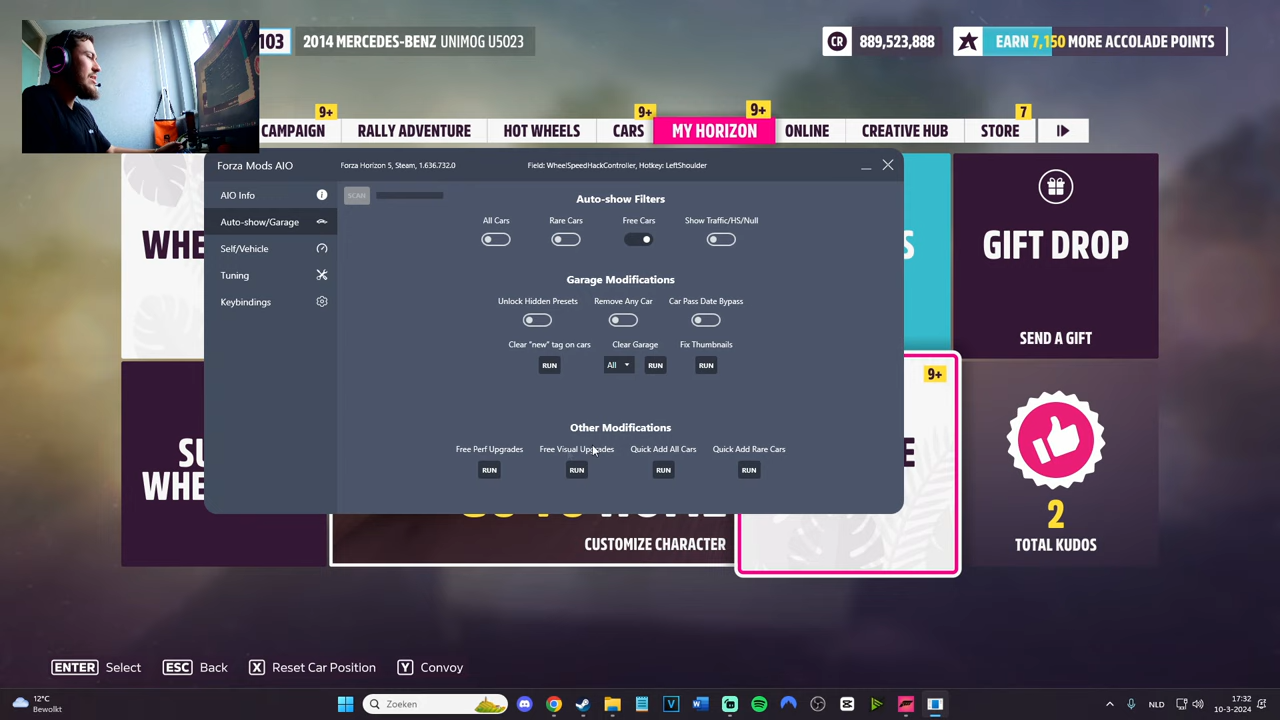 103
2014 MERCEDES-BENZ UNIMOG U5023
CR 889,523,888
EARN 7,150 MORE ACCOLADE POINTS
9+
9+
9+
7
CAMPAIGN
RALLY ADVENTURE
HOT WHEELS
CARS
MY HORIZON
ONLINE
CREATIVE HUB
STORE
Forza Mods AIO
Forza Horizon 5, Steam, 1.636.732.0
Field: WheelSpeedHackController, Hotkey: LeftShoulder
AIO Info
Auto-show/Garage
Self/Vehicle
Tuning
Keybindings
SCAN
Auto-show Filters
All Cars
Rare Cars
Free Cars
Show Traffic/HS/Null
Garage Modifications
Unlock Hidden Presets
Remove Any Car
Car Pass Date Bypass
Clear "new" tag on cars
Clear Garage
Fix Thumbnails
RUN
All
RUN
RUN
Other Modifications
Free Perf Upgrades
Free Visual Upgrades
Quick Add All Cars
Quick Add Rare Cars
RUN
RUN
RUN
RUN
WHE
S
GIFT DROP
SEND A GIFT
SU
WHE
CUSTOMIZE CHARACTER
9+
E
2
TOTAL KUDOS
ENTER Select
ESC Back
X Reset Car Position
Y Convoy
12°C
Bewolkt
Zoeken
NLD
17:32
10-3-2024